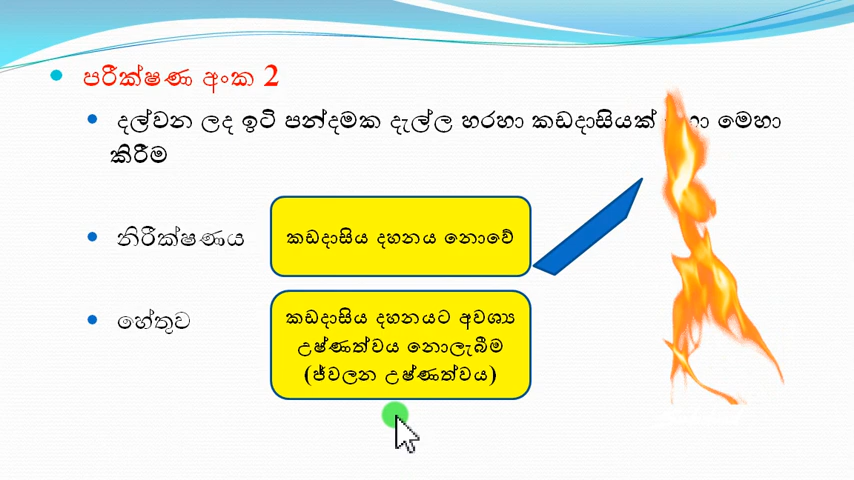 පරීක්ෂණ අංක 2
දල්වන ලද ඉටි පන්දමක දැල්ල හරහා කඩදාසියක් මෙහා
කිරීම
නිරීක්ෂණය
කඩදාසිය දහනය නොවේ
හේතුව
කඩදාසිය දහනයට අවශ්‍ය
උෂ්ණත්වය නොලැබීම
(ජ්වලන උෂ්ණත්වය)